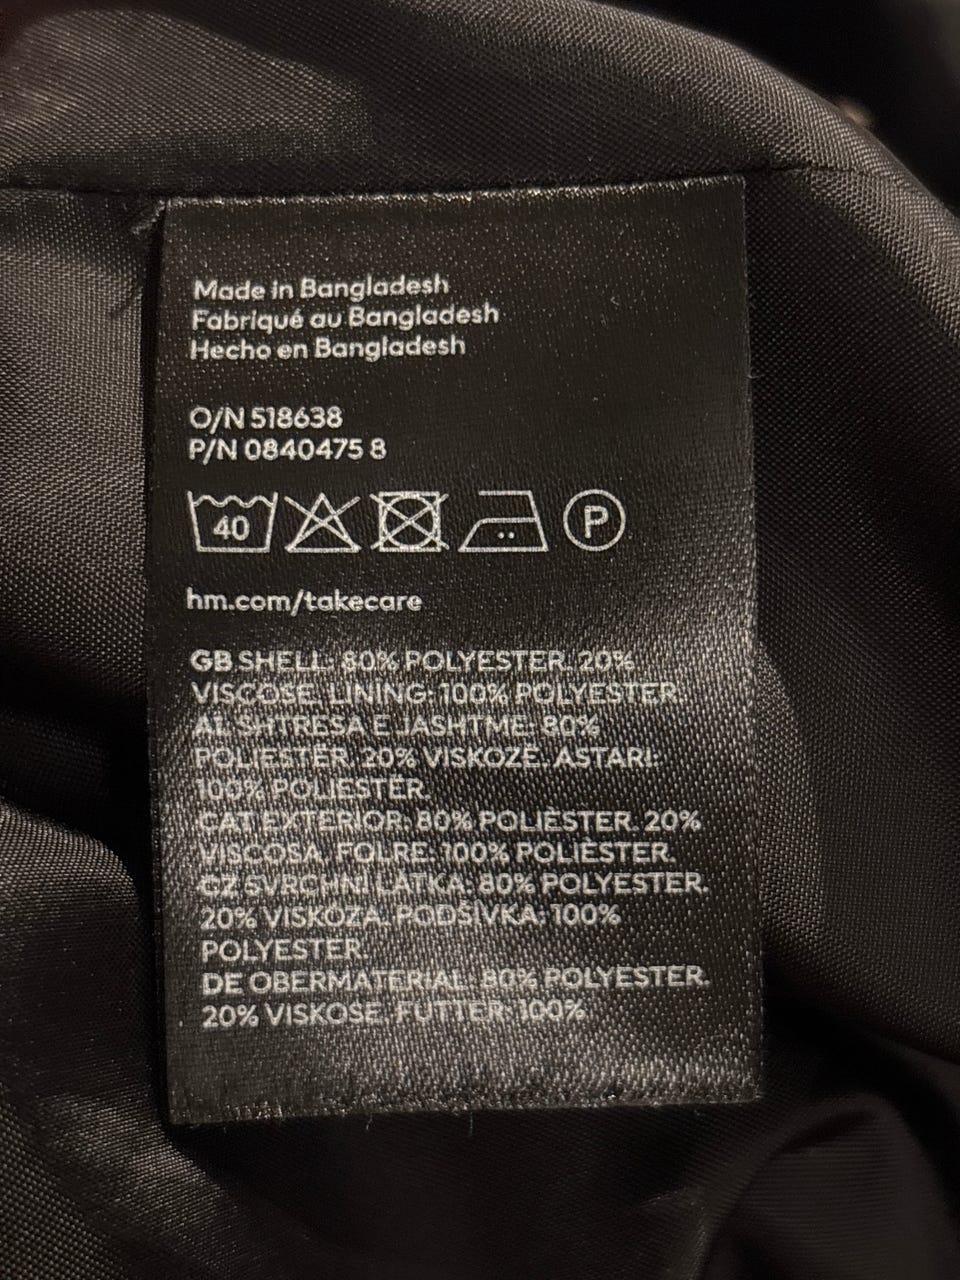 Made in Bangladesh
Fabriqué au Bangladesh
Hecho en Bangladesh
O/N 518638
P/N 0840475 8
40
P
hm.com/takecare
GB SHELL: 80% POLYESTER. 20%
VISCOSE. LINING: 100% POLYESTER.
AL SHTRESA E JASHTME: 80%
POLIESTER. 20% VISKOZË. ASTARI:
100% POLIESTËR.
CAT EXTERIOR: 80% POLIÈSTER. 20%
VISCOSA. FOLRE: 100% POLIÈSTER.
CZ SVRCHNI LÁTKA: 80% POLYESTER.
20% VISKÓZA. PODŠÍVKA: 100%
POLYESTER.
DE OBERMATERIAL: 80% POLYESTER.
20% VISKOSE. FUTTER: 100%